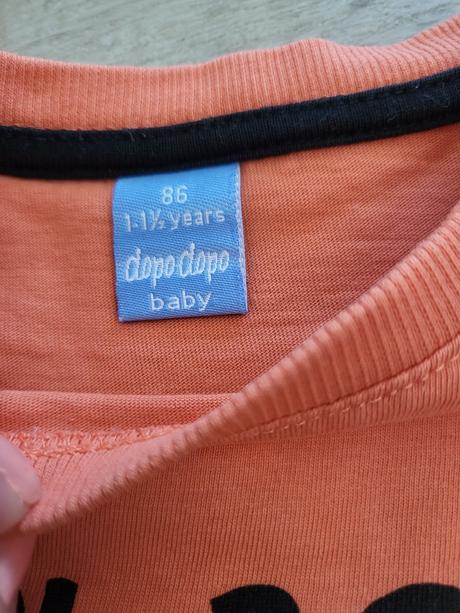 86
1-1½ years
dopodopo
baby